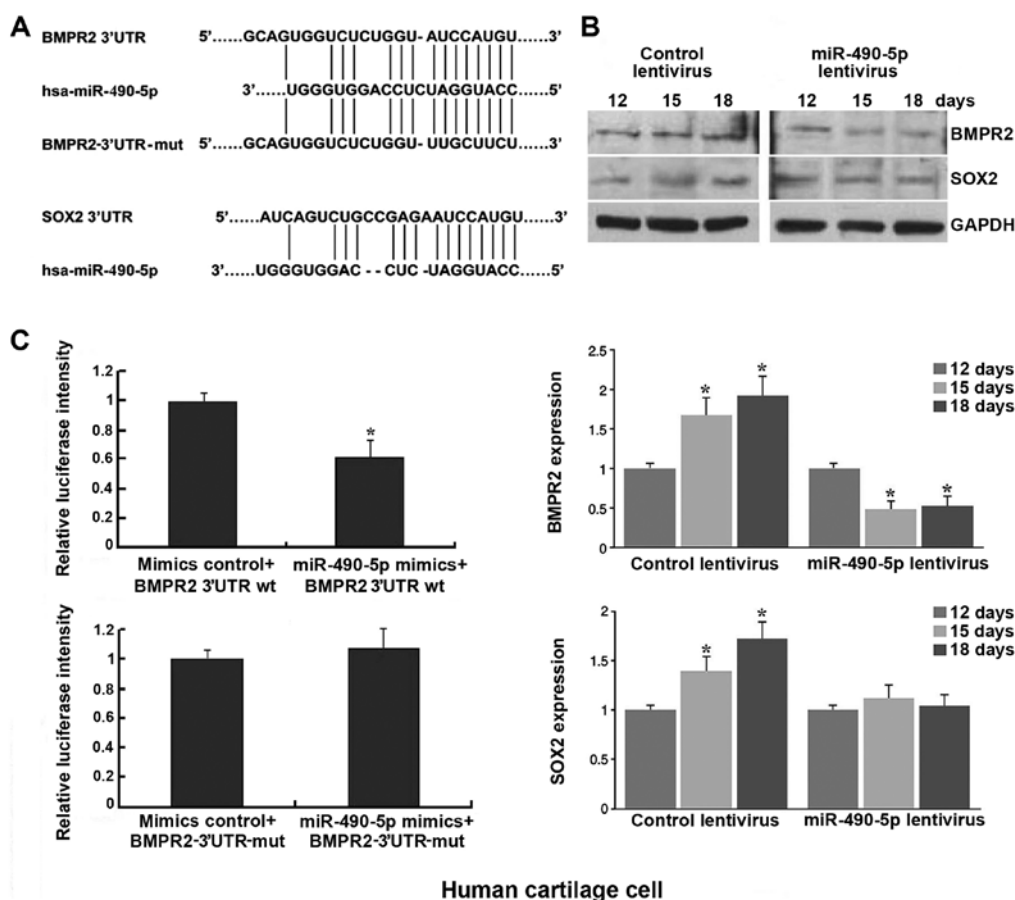 A
BMPR2 3'UTR 5'......GCAGUGGUCUCUGGU- AUCCAUGU......3'
hsa-miR-490-5p 3'......UGGGUGGACCUCUAGGUACC......5'
BMPR2-3'UTR-mut 5'......GCAGUGGUCUCUGGU- UUGCUUCU......3'
SOX2 3'UTR 5'......AUCAGUCUGCCGAGAAUCCAUGU......3'
hsa-miR-490-5p 3'......UGGGUGGAC - - CUC -UAGGUACC......5'
B
Control lentivirus
miR-490-5p lentivirus
12 15 18 12 15 18 days
BMPR2
SOX2
GAPDH
C
Relative luciferase intensity
1.2
1
0.8
0.6
0.4
0.2
0
*
Mimics control+ BMPR2 3'UTR wt
miR-490-5p mimics+ BMPR2 3'UTR wt
BMPR2 expression
2.5
2
1.5
1
0.5
0
* * * *
12 days
15 days
18 days
Control lentivirus miR-490-5p lentivirus
Relative luciferase intensity
1.2
1
0.8
0.6
0.4
0.2
0
Mimics control+ BMPR2-3'UTR-mut
miR-490-5p mimics+ BMPR2-3'UTR-mut
SOX2 expression
2
1.5
1
0.5
0
* *
12 days
15 days
18 days
Control lentivirus miR-490-5p lentivirus
Human cartilage cell